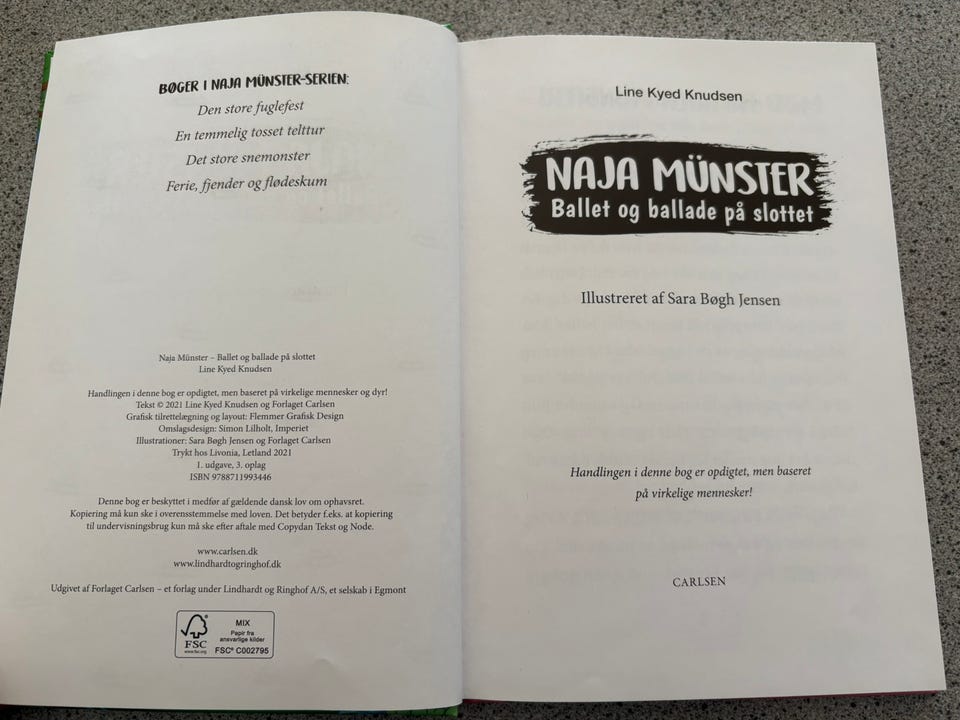 BØGER I NAJA MÜNSTER-SERIEN:
Den store fuglefest
En temmelig tosset telttur
Det store snemonster
Ferie, fjender og flødeskum
Naja Münster – Ballet og ballade på slottet
Line Kyed Knudsen
Handlingen i denne bog er opdigtet, men baseret på virkelige mennesker og dyr!
Tekst © 2021 Line Kyed Knudsen og Forlaget Carlsen
Grafisk tilrettelægning og layout: Flemmer Grafisk Design
Omslagsdesign: Simon Lilholt, Imperiet
Illustrationer: Sara Bøgh Jensen og Forlaget Carlsen
Trykt hos Livonia, Letland 2021
1. udgave, 3. oplag
ISBN 9788711993446
Denne bog er beskyttet i medfør af gældende dansk lov om ophavsret.
Kopiering må kun ske i overensstemmelse med loven. Det betyder f.eks. at kopiering
til undervisningsbrug kun må ske efter aftale med Copydan Tekst og Node.
www.carlsen.dk
www.lindhardtogringhof.dk
Udgivet af Forlaget Carlsen – et forlag under Lindhardt og Ringhof A/S, et selskab i Egmont
FSC
www.fsc.org
MIX
Papir fra
ansvarlige kilder
FSC® C002795
Line Kyed Knudsen
NAJA MÜNSTER
Ballet og ballade på slottet
Illustreret af Sara Bøgh Jensen
Handlingen i denne bog er opdigtet, men baseret
på virkelige mennesker!
CARLSEN